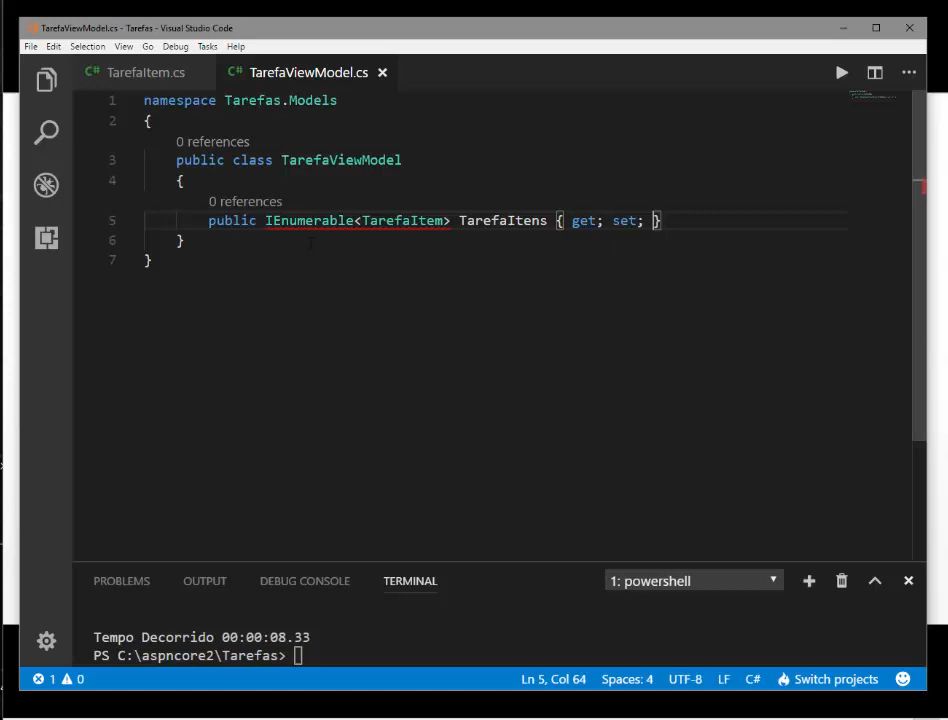 TarefaViewModel.cs - Tarefas - Visual Studio Code
File Edit Selection View Go Debug Tasks Help
C# TarefaItem.cs C# TarefaViewModel.cs
1 namespace Tarefas.Models
2 {
0 references
3 public class TarefaViewModel
4 {
0 references
5 public IEnumerable<TarefaItem> TarefaItens { get; set; }
6 }
7 }
PROBLEMS OUTPUT DEBUG CONSOLE TERMINAL 1: powershell
Tempo Decorrido 00:00:08.33
PS C:\aspncore2\Tarefas>
1 0 Ln 5, Col 64 Spaces: 4 UTF-8 LF C# Switch projects